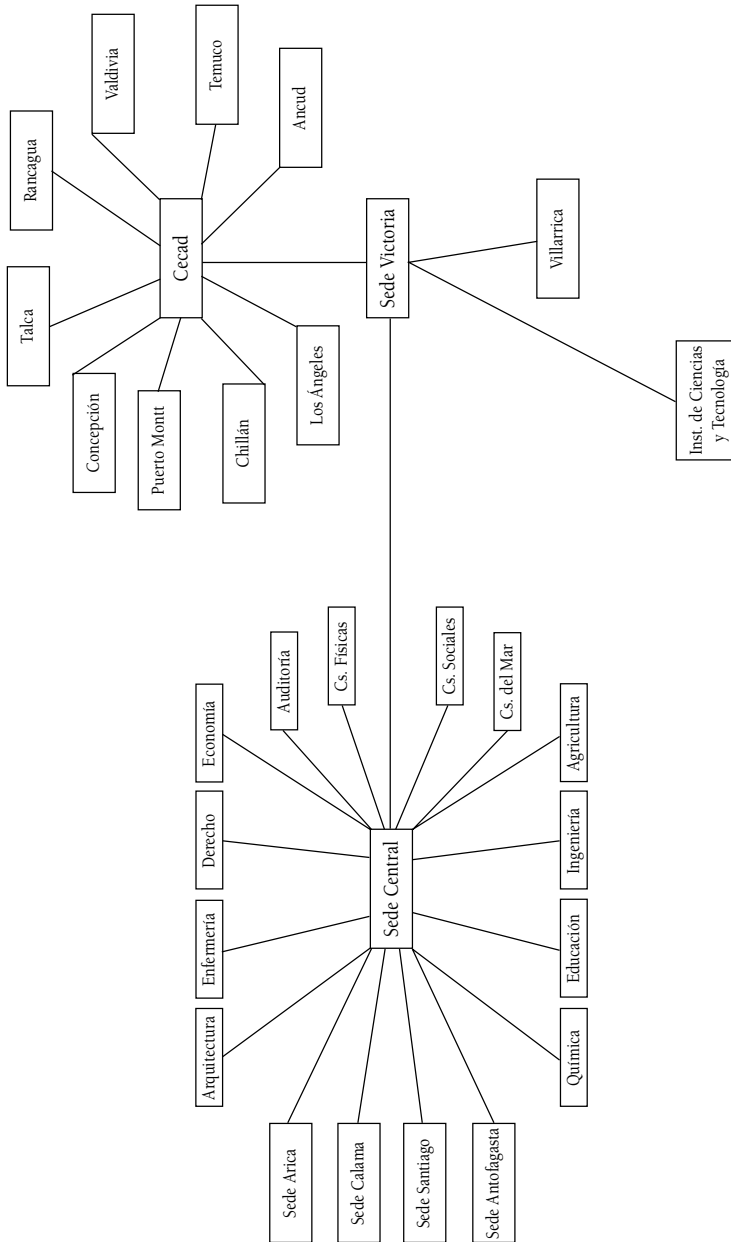 Arquitectura
Enfermería
Derecho
Economía
Sede Arica
Auditoría
Sede Calama
Cs. Físicas
Sede Central
Sede Santiago
Cs. Sociales
Sede Antofagasta
Cs. del Mar
Química
Educación
Ingeniería
Agricultura
Talca
Rancagua
Concepción
Valdivia
Puerto Montt
Cecad
Temuco
Chillán
Los Ángeles
Ancud
Sede Victoria
Villarrica
Inst. de Ciencias
y Tecnología